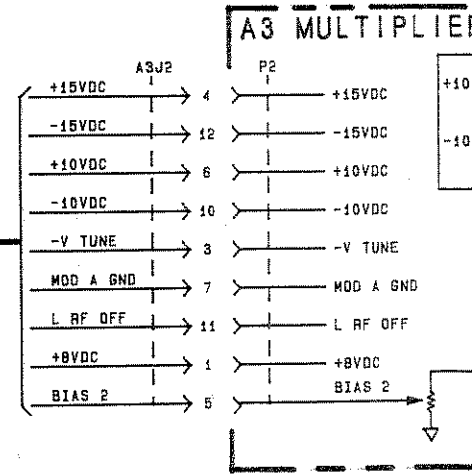 A3 MULTIPLIE
A3J2 P2
+15VDC 4 +15VDC +10
-15VDC 12 -15VDC
+10VDC 6 +10VDC -10
-10VDC 10 -10VDC
-V TUNE 3 -V TUNE
MOD A GND 7 MOD A GND
L RF OFF 11 L RF OFF
+8VDC 1 +8VDC
BIAS 2 5 BIAS 2